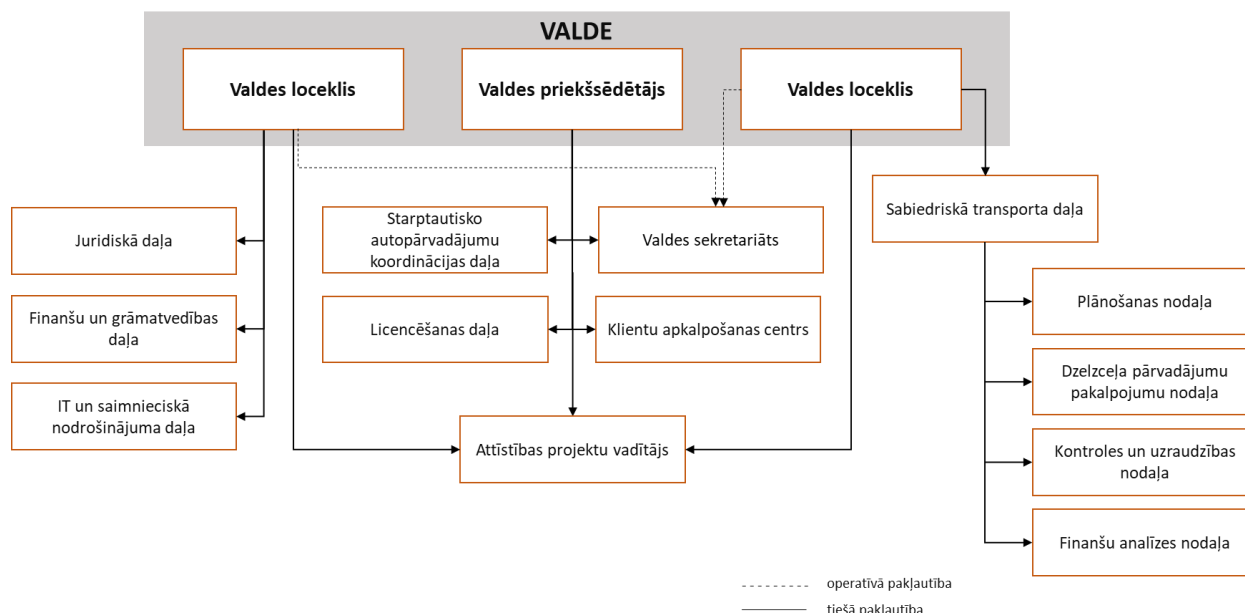 VALDE
Valdes loceklis
Valdes priekšsēdētājs
Valdes loceklis
Juridiskā daļa
Finanšu un grāmatvedības
daļa
IT un saimnieciskā
nodrošinājuma daļa
Starptautisko
autopārvadājumu
koordinācijas daļa
Valdes sekretariāts
Licencēšanas daļa
Klientu apkalpošanas centrs
Attīstības projektu vadītājs
Sabiedriskā transporta daļa
Plānošanas nodaļa
Dzelzceļa pārvadājumu
pakalpojumu nodaļa
Kontroles un uzraudzības
nodaļa
Finanšu analīzes nodaļa
operatīvā pakļautība
tiešā pakļautība